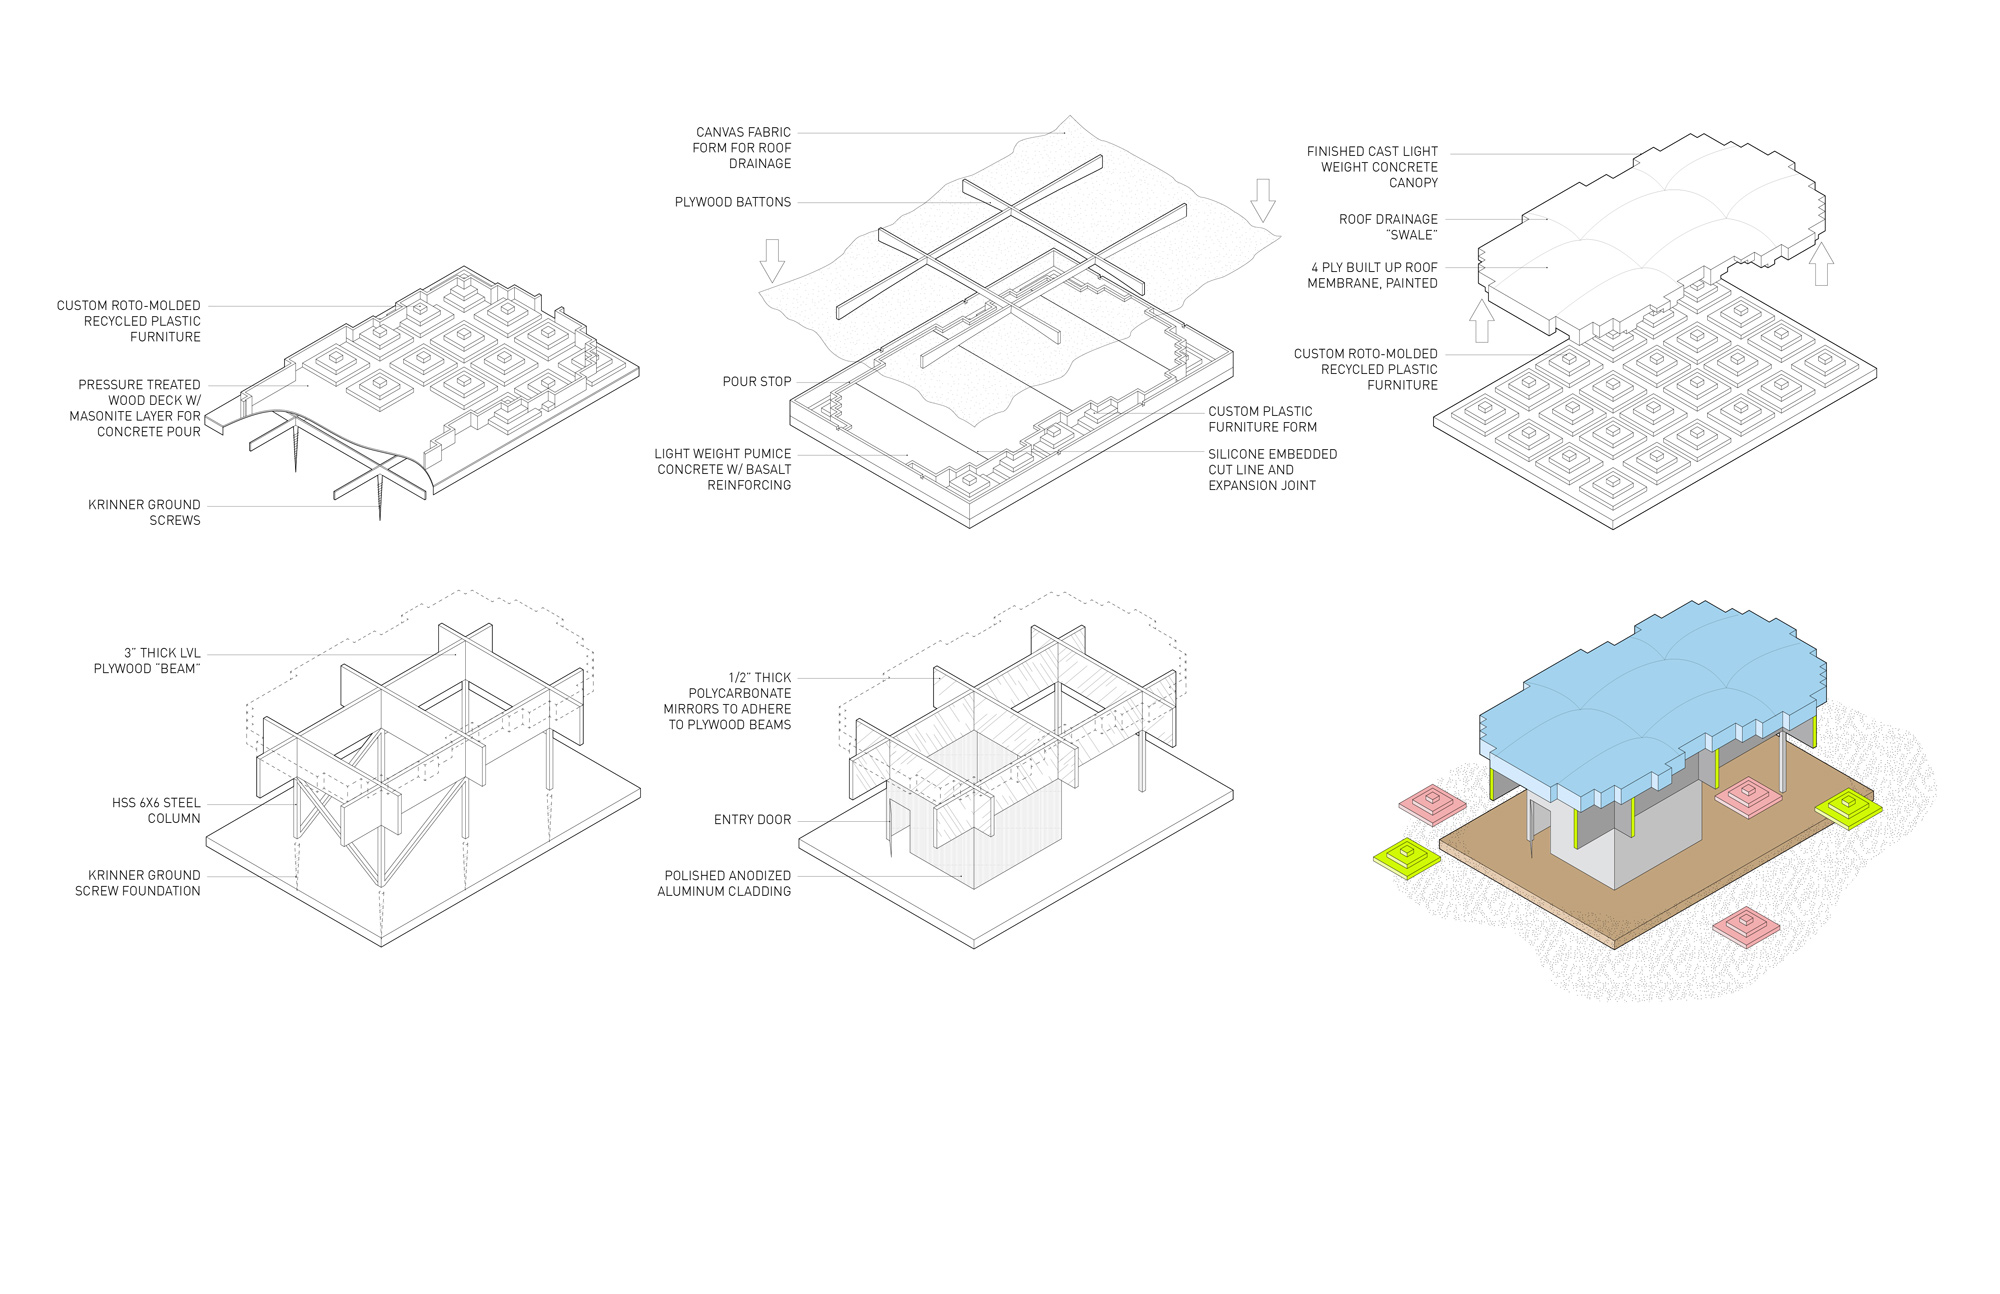 CUSTOM ROTO-MOLDED
RECYCLED PLASTIC
FURNITURE
PRESSURE TREATED
WOOD DECK W/
MASONITE LAYER FOR
CONCRETE POUR
KRINNER GROUND
SCREWS
CANVAS FABRIC
FORM FOR ROOF
DRAINAGE
PLYWOOD BATTONS
POUR STOP
LIGHT WEIGHT PUMICE
CONCRETE W/ BASALT
REINFORCING
CUSTOM PLASTIC
FURNITURE FORM
SILICONE EMBEDDED
CUT LINE AND
EXPANSION JOINT
FINISHED CAST LIGHT
WEIGHT CONCRETE
CANOPY
ROOF DRAINAGE
"SWALE"
4 PLY BUILT UP ROOF
MEMBRANE, PAINTED
CUSTOM ROTO-MOLDED
RECYCLED PLASTIC
FURNITURE
3" THICK LVL
PLYWOOD "BEAM"
HSS 6X6 STEEL
COLUMN
KRINNER GROUND
SCREW FOUNDATION
1/2" THICK
POLYCARBONATE
MIRRORS TO ADHERE
TO PLYWOOD BEAMS
ENTRY DOOR
POLISHED ANODIZED
ALUMINUM CLADDING